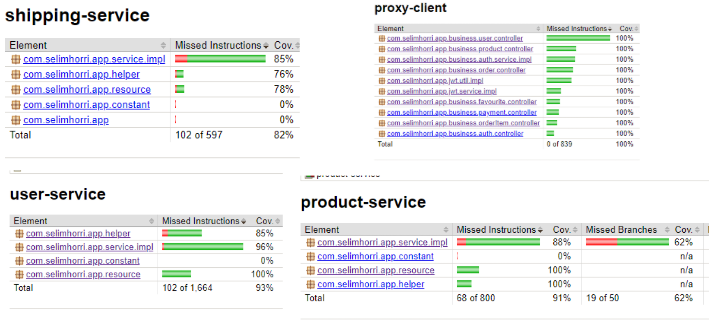 shipping-service
Element Missed Instructions Cov.
com.selimhorri.app.service.impl 85%
com.selimhorri.app.helper 76%
com.selimhorri.app.resource 78%
com.selimhorri.app.constant 0%
com.selimhorri.app 0%
Total 102 of 597 82%
proxy-client
Element Missed Instructions Cov.
com.selimhorri.app.business.user.controller 100%
com.selimhorri.app.business.product.controller 100%
com.selimhorri.app.business.auth.service.impl 100%
com.selimhorri.app.business.order.controller 100%
com.selimhorri.app.jwt.util.impl 100%
com.selimhorri.app.jwt.service.impl 100%
com.selimhorri.app.business.favourite.controller 100%
com.selimhorri.app.business.payment.controller 100%
com.selimhorri.app.business.orderItem.controller 100%
com.selimhorri.app.business.auth.controller 100%
Total 0 of 839 100%
user-service
Element Missed Instructions Cov.
com.selimhorri.app.helper 85%
com.selimhorri.app.service.impl 96%
com.selimhorri.app.constant 0%
com.selimhorri.app.resource 100%
Total 102 of 1,664 93%
product-service
Element Missed Instructions Cov. Missed Branches Cov.
com.selimhorri.app.service.impl 88% 62%
com.selimhorri.app.constant 0% n/a
com.selimhorri.app.resource 100% n/a
com.selimhorri.app.helper 100% n/a
Total 68 of 800 91% 19 of 50 62%